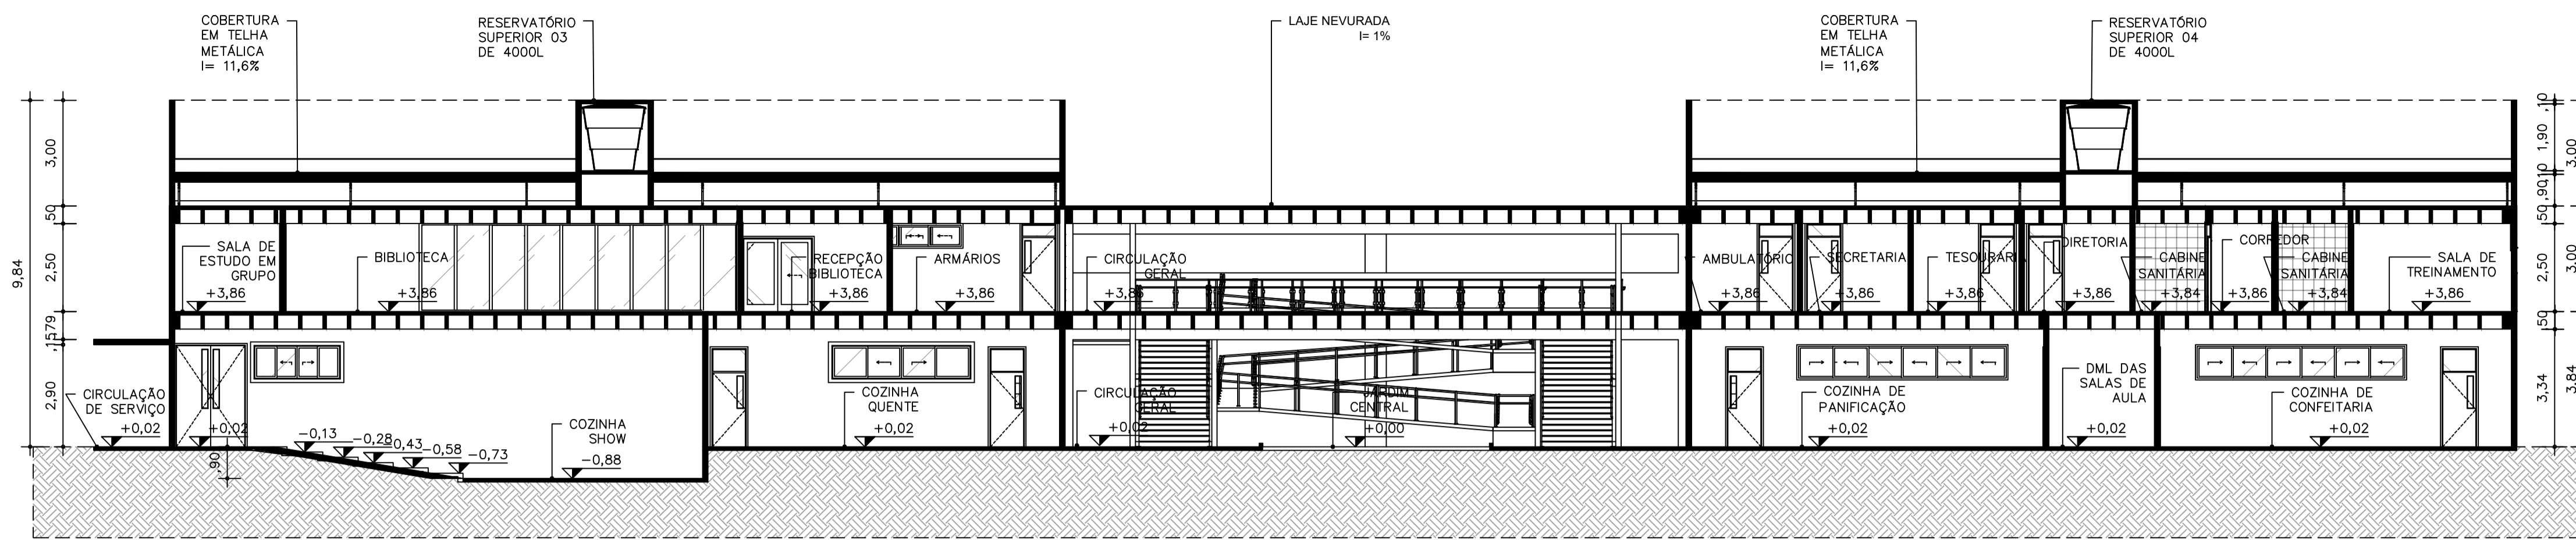 COBERTURA
EM TELHA
METÁLICA
I= 11,6%
RESERVATÓRIO
SUPERIOR 03
DE 4000L
LAJE NEVURADA
I= 1%
COBERTURA
EM TELHA
METÁLICA
I= 11,6%
RESERVATÓRIO
SUPERIOR 04
DE 4000L
9,84
3,00
,50
2,50
,79
,15
2,90
SALA DE
ESTUDO EM
GRUPO
+3,86
BIBLIOTECA
+3,86
RECEPÇÃO
BIBLIOTECA
+3,86
ARMÁRIOS
+3,86
CIRCULAÇÃO
GERAL
+3,86
AMBULATÓRIO
+3,86
SECRETARIA
+3,86
TESOURARIA
+3,86
DIRETORIA
+3,86
CABINE
SANITÁRIA
+3,84
CORREDOR
+3,86
CABINE
SANITÁRIA
+3,84
SALA DE
TREINAMENTO
+3,86
CIRCULAÇÃO
DE SERVIÇO
+0,02
+0,02
-0,13
-0,28
-0,43
-0,58
-0,73
,90
-0,88
COZINHA
SHOW
COZINHA
QUENTE
+0,02
CIRCULAÇÃO
GERAL
+0,02
JARDIM
CENTRAL
+0,00
COZINHA DE
PANIFICAÇÃO
+0,02
DML DAS
SALAS DE
AULA
+0,02
COZINHA DE
CONFEITARIA
+0,02
,10
1,90
,10
,90
,50
2,50
,50
3,34
3,00
3,00
3,84